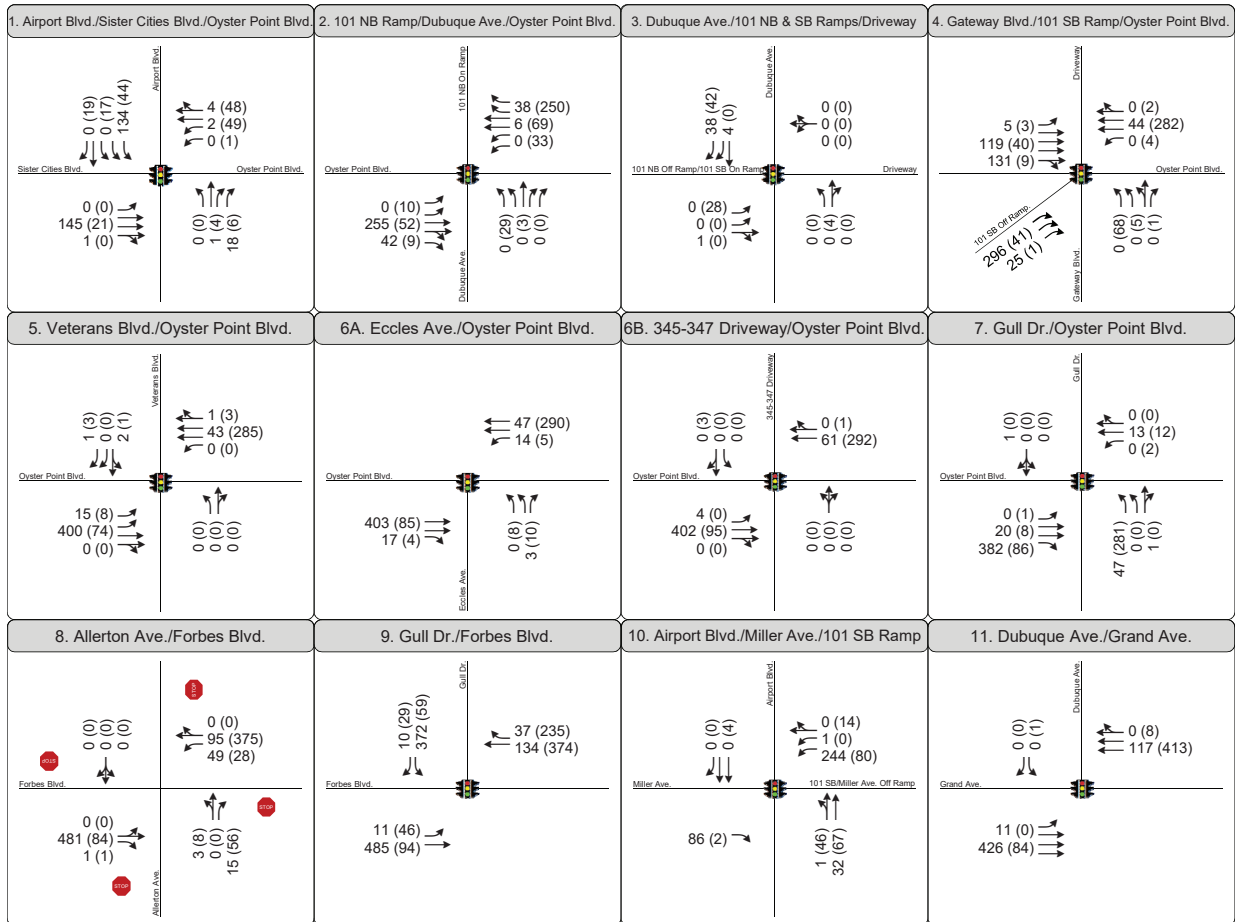 1. Airport Blvd./Sister Cities Blvd./Oyster Point Blvd.
Airport Blvd.
0 (19)
0 (17)
134 (44)
4 (48)
2 (49)
0 (1)
Sister Cities Blvd.
Oyster Point Blvd.
0 (0)
145 (21)
1 (0)
0 (0)
1 (4)
18 (6)
2. 101 NB Ramp/Dubuque Ave./Oyster Point Blvd.
101 NB On Ramp
38 (250)
6 (69)
0 (33)
Oyster Point Blvd.
0 (10)
255 (52)
42 (9)
0 (29)
0 (3)
0 (0)
Dubuque Ave.
3. Dubuque Ave./101 NB & SB Ramps/Driveway
Dubuque Ave.
38 (42)
4 (0)
0 (0)
0 (0)
0 (0)
101 NB Off Ramp/101 SB On Ramp
Driveway
0 (28)
0 (0)
1 (0)
0 (0)
0 (4)
0 (0)
4. Gateway Blvd./101 SB Ramp/Oyster Point Blvd.
Driveway
5 (3)
119 (40)
131 (9)
0 (2)
44 (282)
0 (4)
Oyster Point Blvd.
101 SB Off Ramp.
296 (41)
25 (1)
0 (68)
0 (5)
0 (1)
Gateway Blvd.
5. Veterans Blvd./Oyster Point Blvd.
Veterans Blvd.
1 (3)
0 (0)
2 (1)
1 (3)
43 (285)
0 (0)
Oyster Point Blvd.
15 (8)
400 (74)
0 (0)
0 (0)
0 (0)
0 (0)
6A. Eccles Ave./Oyster Point Blvd.
47 (290)
14 (5)
Oyster Point Blvd.
403 (85)
17 (4)
0 (8)
3 (10)
Eccles Ave.
6B. 345-347 Driveway/Oyster Point Blvd.
345-347 Driveway
0 (3)
0 (0)
0 (0)
0 (1)
61 (292)
Oyster Point Blvd.
4 (0)
402 (95)
0 (0)
0 (0)
0 (0)
0 (0)
7. Gull Dr./Oyster Point Blvd.
Gull Dr.
1 (0)
0 (0)
0 (0)
0 (0)
13 (12)
0 (2)
Oyster Point Blvd.
0 (1)
20 (8)
382 (86)
47 (281)
0 (0)
1 (0)
8. Allerton Ave./Forbes Blvd.
STOP
0 (0)
0 (0)
0 (0)
0 (0)
95 (375)
49 (28)
STOP
Forbes Blvd.
STOP
0 (0)
481 (84)
1 (1)
3 (8)
0 (0)
15 (56)
STOP
Allerton Ave.
9. Gull Dr./Forbes Blvd.
Gull Dr.
10 (29)
372 (59)
37 (235)
134 (374)
Forbes Blvd.
11 (46)
485 (94)
10. Airport Blvd./Miller Ave./101 SB Ramp
Airport Blvd.
0 (0)
0 (4)
0 (14)
1 (0)
244 (80)
Miller Ave.
101 SB/Miller Ave. Off Ramp
86 (2)
1 (46)
32 (67)
11. Dubuque Ave./Grand Ave.
Dubuque Ave.
0 (0)
0 (1)
0 (8)
117 (413)
Grand Ave.
11 (0)
426 (84)